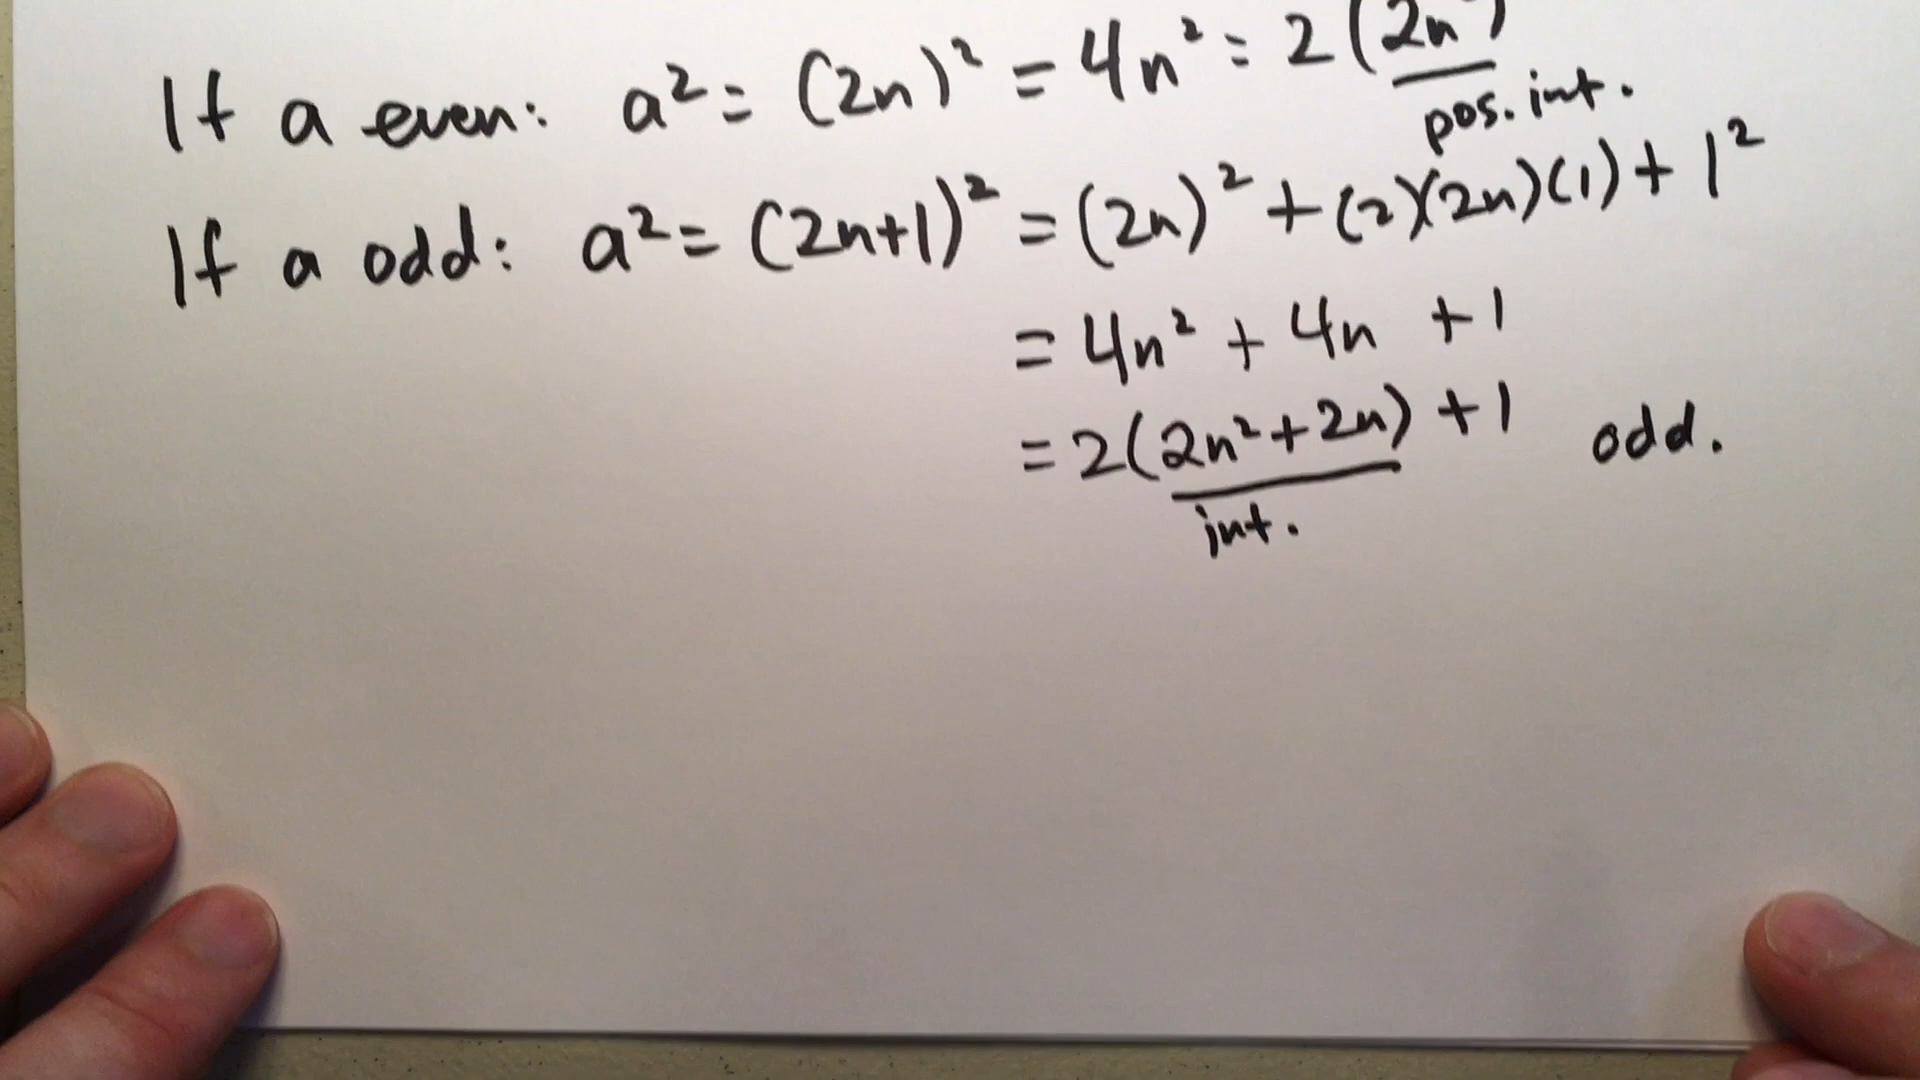 If a even: a² = (2n)² = 4n² = 2(2n²)
pos. int.
If a odd: a² = (2n+1)² = (2n)² + (2)(2n)(1) + 1²
= 4n² + 4n + 1
= 2(2n²+2n) + 1 odd.
int.